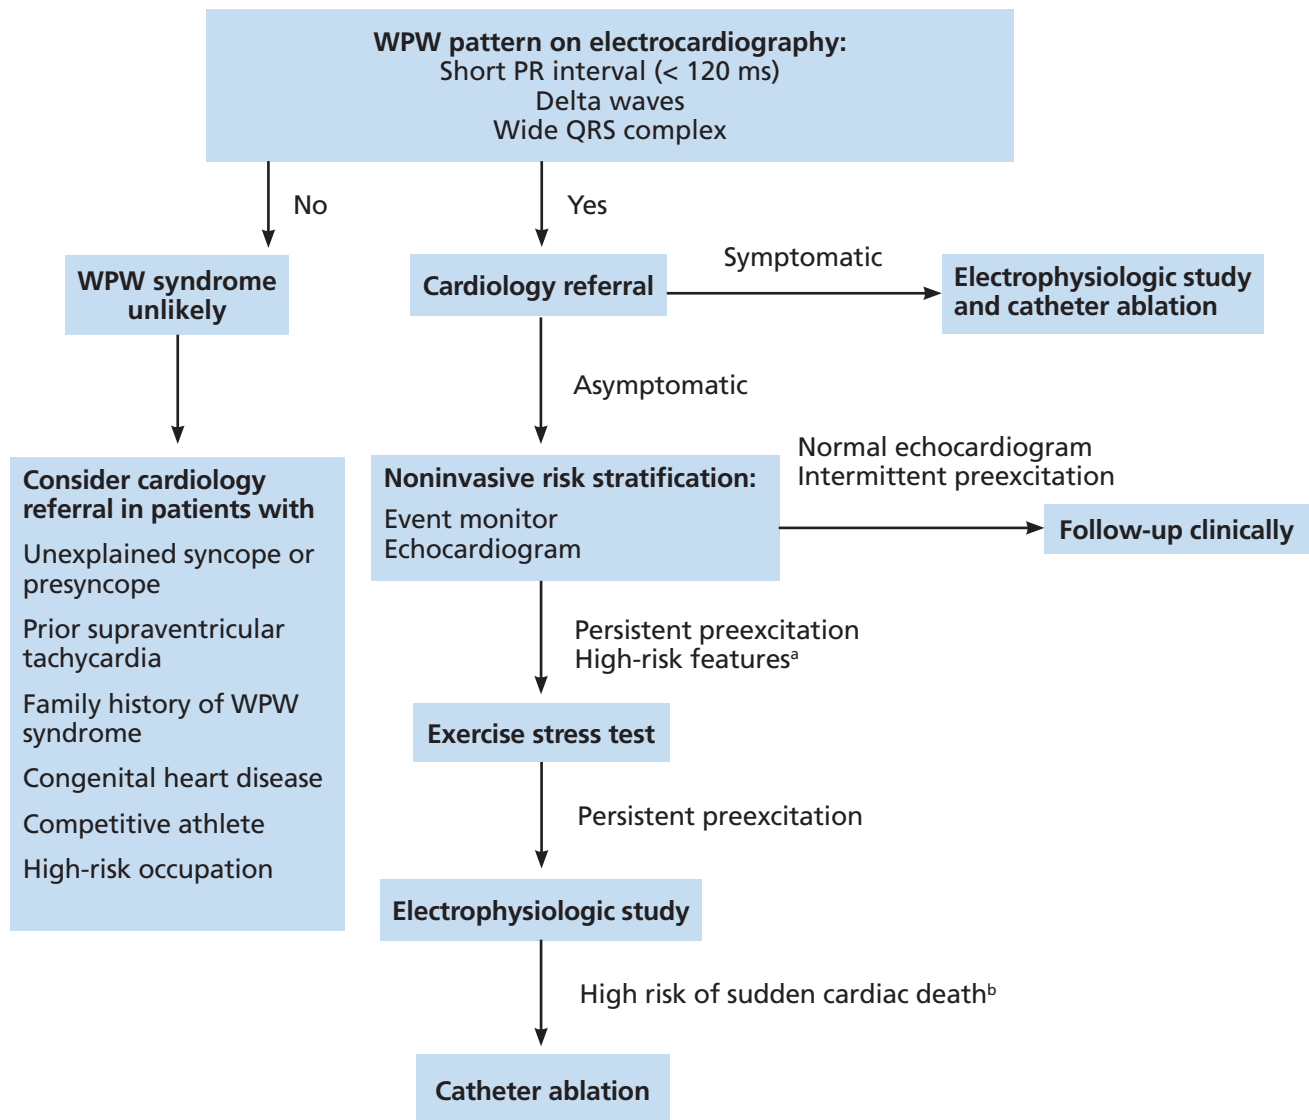 WPW pattern on electrocardiography:
Short PR interval (< 120 ms)
Delta waves
Wide QRS complex
No
Yes
WPW syndrome
unlikely
Cardiology referral
Symptomatic
Electrophysiologic study
and catheter ablation
Asymptomatic
Consider cardiology
referral in patients with
Unexplained syncope or
presyncope
Prior supraventricular
tachycardia
Family history of WPW
syndrome
Congenital heart disease
Competitive athlete
High-risk occupation
Noninvasive risk stratification:
Event monitor
Echocardiogram
Normal echocardiogram
Intermittent preexcitation
Follow-up clinically
Persistent preexcitation
High-risk featuresᵃ
Exercise stress test
Persistent preexcitation
Electrophysiologic study
High risk of sudden cardiac deathᵇ
Catheter ablation